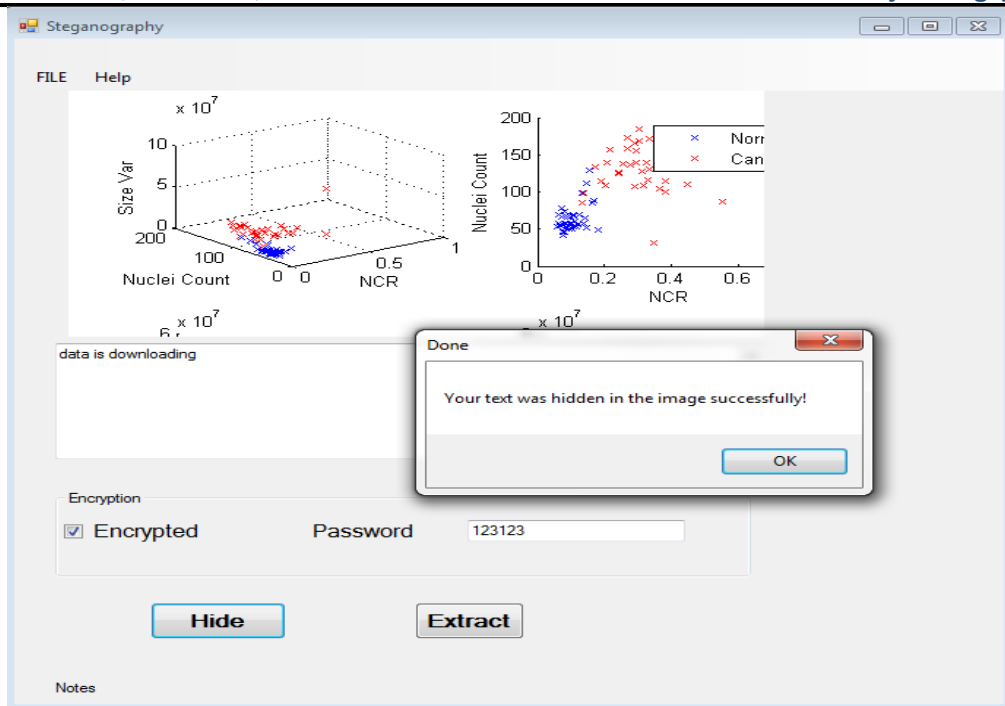 Steganography
FILE Help
x 10^7
10
5
0
Size Var
200
100
0
Nuclei Count
0
0.5
1
NCR
200
150
100
50
0
Nuclei Count
0
0.2
0.4
0.6
NCR
Norr
Can
x 10^7
x 10^7
data is downloading
Done
Your text was hidden in the image successfully!
OK
Encryption
Encrypted Password 123123
Hide Extract
Notes